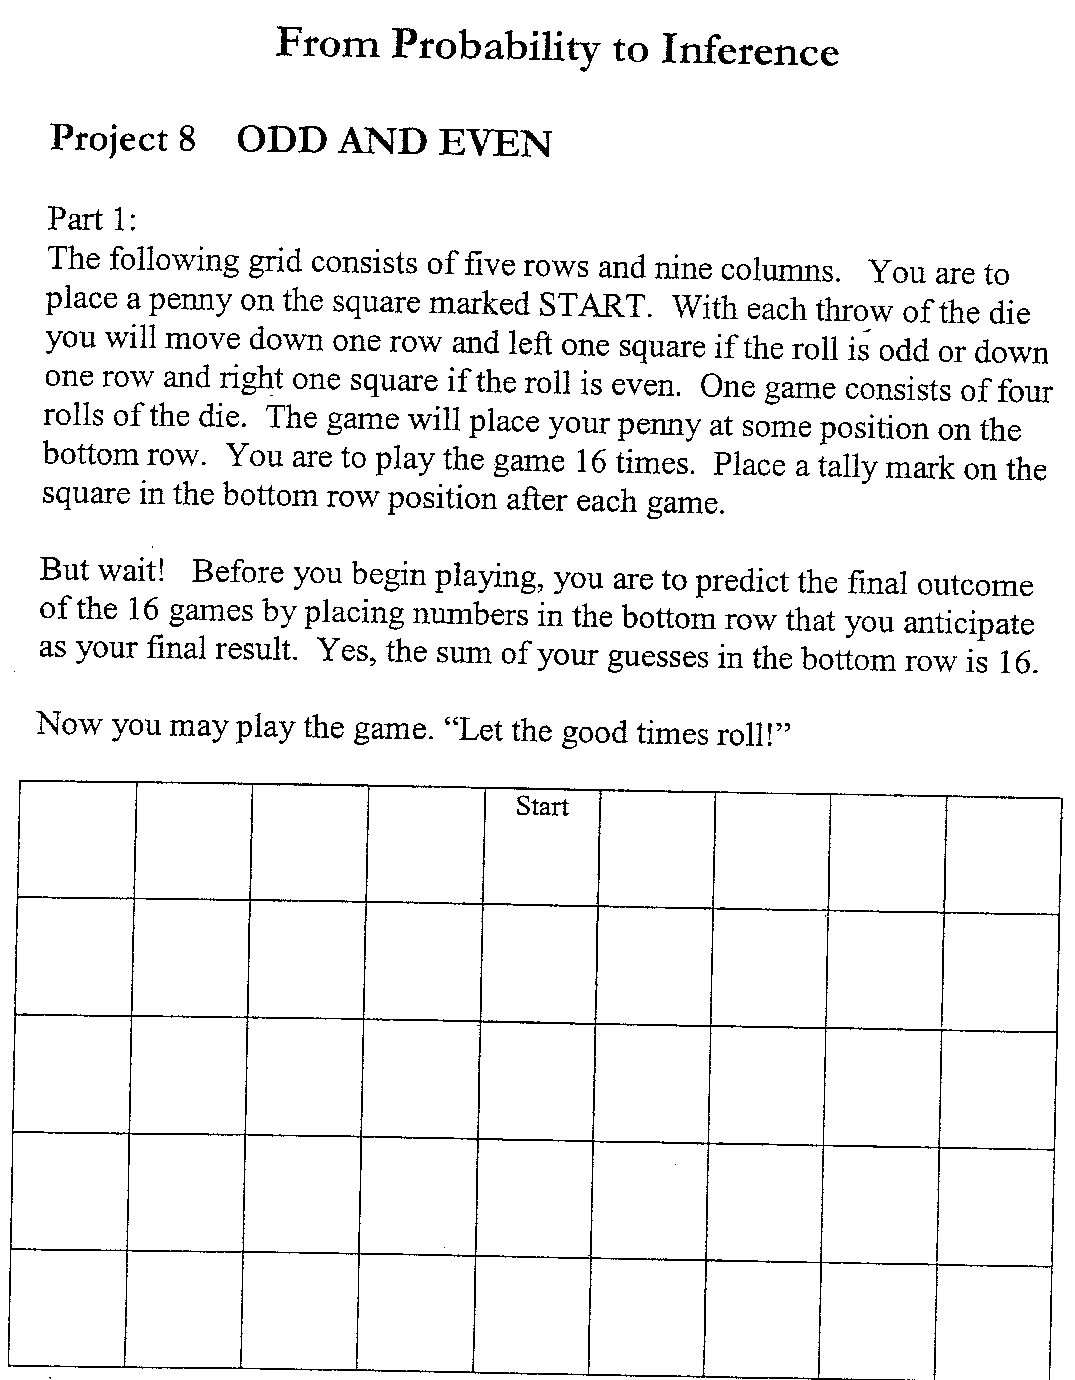 From Probability to Inference
Project 8 ODD AND EVEN
Part 1:
The following grid consists of five rows and nine columns. You are to
place a penny on the square marked START. With each throw of the die
you will move down one row and left one square if the roll is odd or down
one row and right one square if the roll is even. One game consists of four
rolls of the die. The game will place your penny at some position on the
bottom row. You are to play the game 16 times. Place a tally mark on the
square in the bottom row position after each game.
But wait! Before you begin playing, you are to predict the final outcome
of the 16 games by placing numbers in the bottom row that you anticipate
as your final result. Yes, the sum of your guesses in the bottom row is 16.
Now you may play the game. “Let the good times roll!”
Start